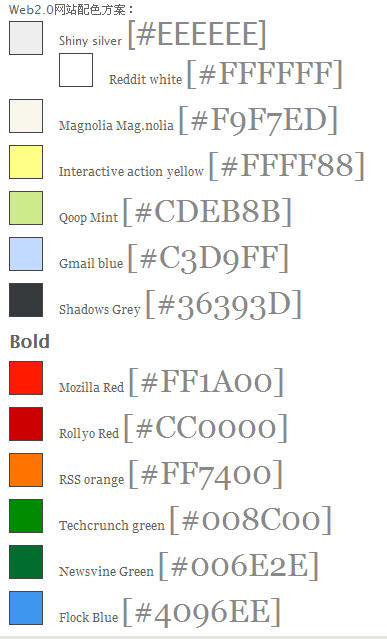 Web2.0网站配色方案：
Shiny silver [#EEEEEE]
Reddit white [#FFFFFF]
Magnolia Mag.nolia [#F9F7ED]
Interactive action yellow [#FFFF88]
Qoop Mint [#CDEB8B]
Gmail blue [#C3D9FF]
Shadows Grey [#36393D]
Bold
Mozilla Red [#FF1A00]
Rollyo Red [#CC0000]
RSS orange [#FF7400]
Techcrunch green [#008C00]
Newsvine Green [#006E2E]
Flock Blue [#4096EE]